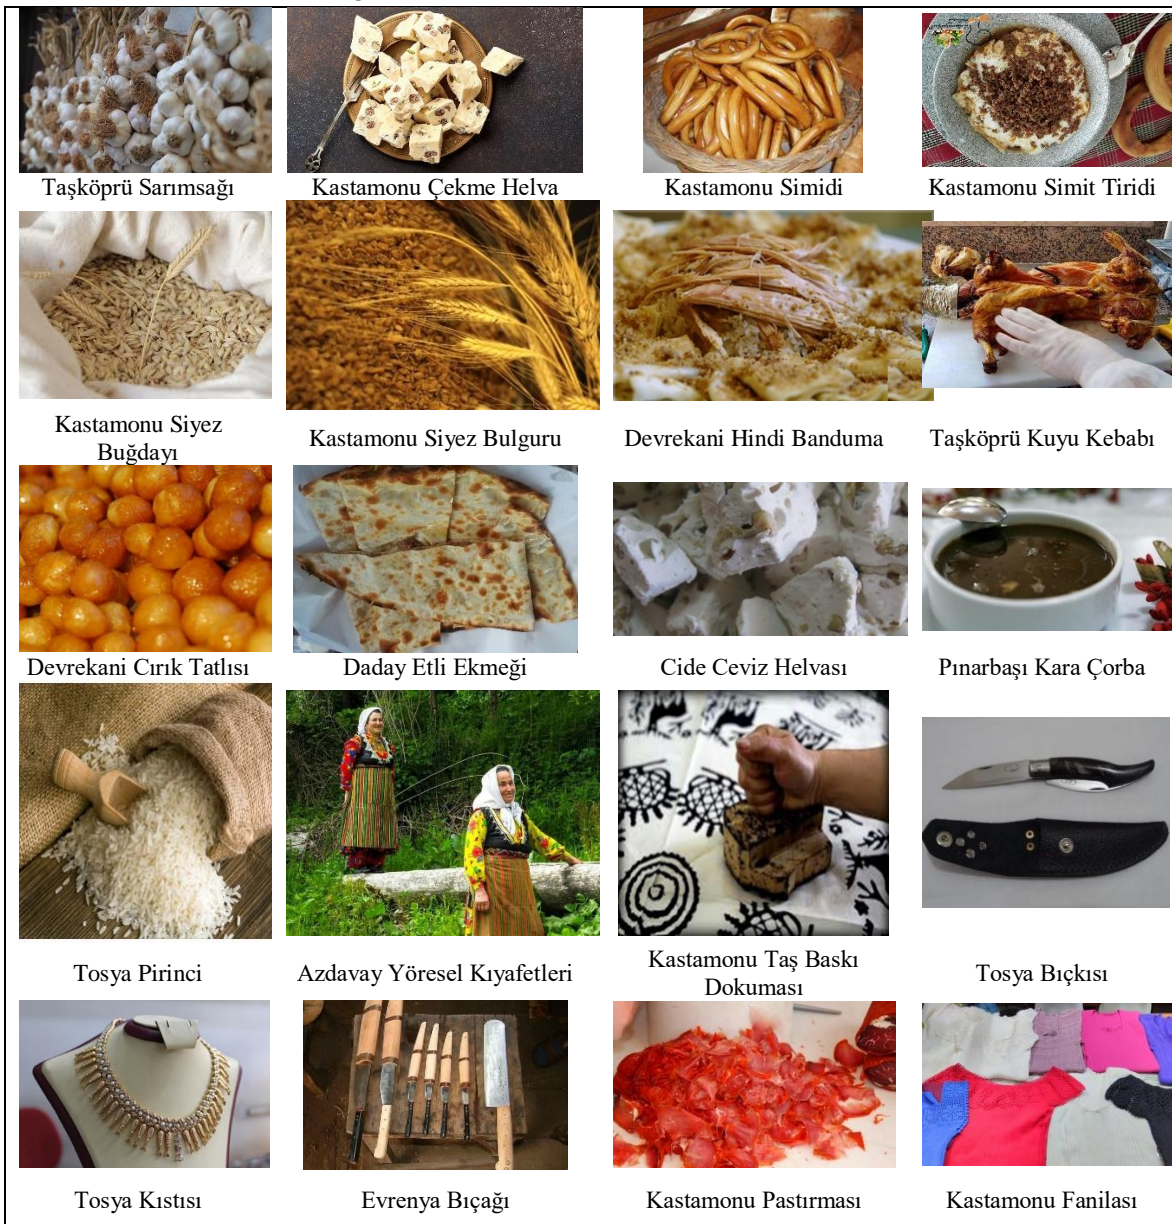 Taşköprü Sarımsağı
Kastamonu Çekme Helva
Kastamonu Simidi
Kastamonu Simit Tiridi
Kastamonu Siyez
Buğdayı
Kastamonu Siyez Bulguru
Devrekani Hindi Banduma
Taşköprü Kuyu Kebabı
Devrekani Cırık Tatlısı
Daday Etli Ekmeği
Cide Ceviz Helvası
Pınarbaşı Kara Çorba
Tosya Pirinci
Azdavay Yöresel Kıyafetleri
Kastamonu Taş Baskı
Dokuması
Tosya Bıçkısı
Tosya Kıstısı
Evrenya Bıçağı
Kastamonu Pastırması
Kastamonu Fanilası